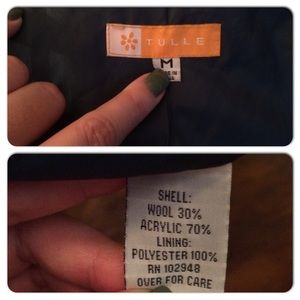 TULLE
M
SHELL:
WOOL 30%
ACRYLIC 70%
LINING:
POLYESTER 100%
RN 102948
OVER FOR CARE